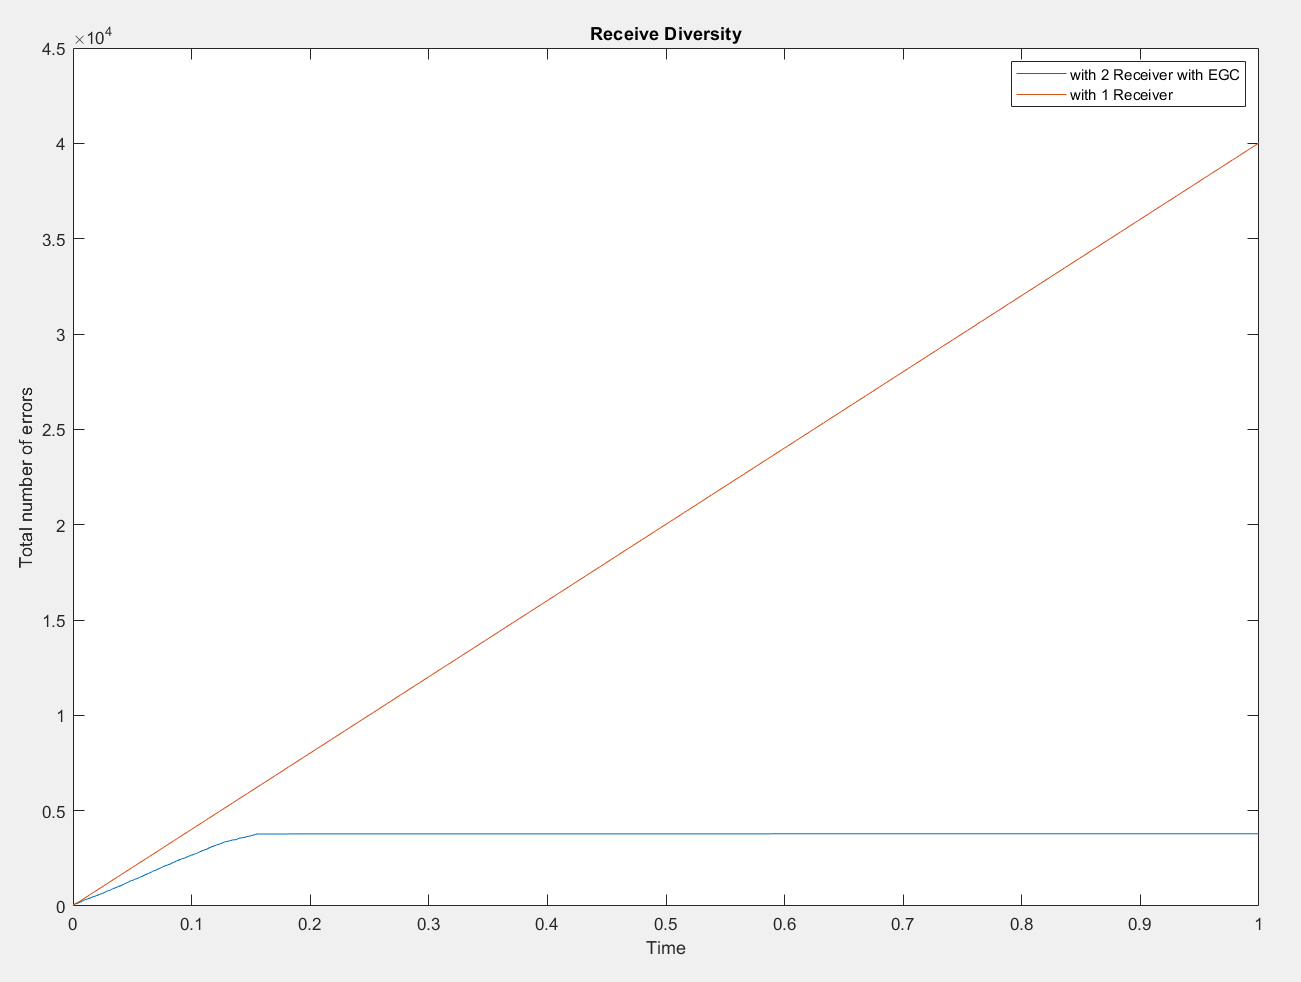 Receive Diversity
×10⁴
4.5
4
3.5
3
2.5
2
1.5
1
0.5
0
Total number of errors
with 2 Receiver with EGC
with 1 Receiver
0 0.1 0.2 0.3 0.4 0.5 0.6 0.7 0.8 0.9 1
Time